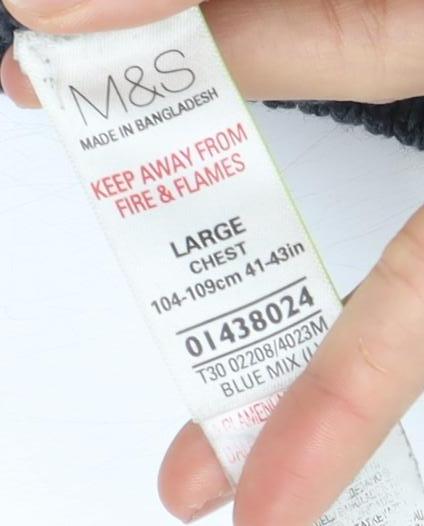 M&S
MADE IN BANGLADESH
KEEP AWAY FROM
FIRE & FLAMES
LARGE
CHEST
104-109cm 41-43in
01438024
T30 02208/4023M
BLUE MIX (L)